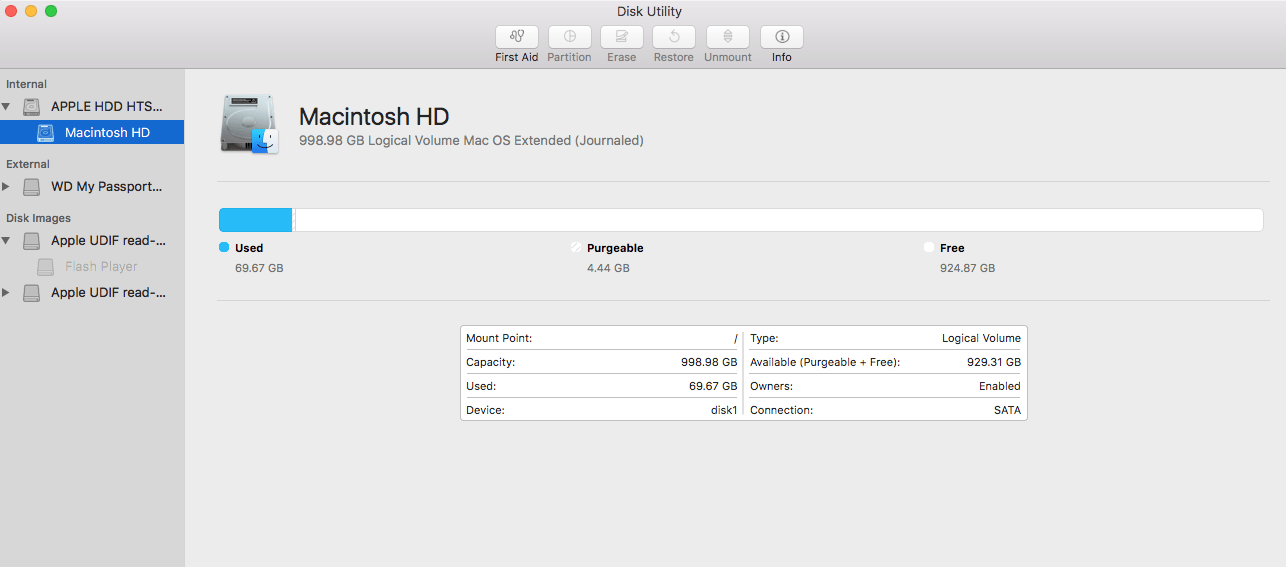 Disk Utility
First Aid Partition Erase Restore Unmount Info
Internal
APPLE HDD HTS...
Macintosh HD
External
WD My Passport...
Disk Images
Apple UDIF read-...
Flash Player
Apple UDIF read-...
Macintosh HD
998.98 GB Logical Volume Mac OS Extended (Journaled)
Used Purgeable Free
69.67 GB 4.44 GB 924.87 GB
Mount Point: / Type: Logical Volume
Capacity: 998.98 GB Available (Purgeable + Free): 929.31 GB
Used: 69.67 GB Owners: Enabled
Device: disk1 Connection: SATA